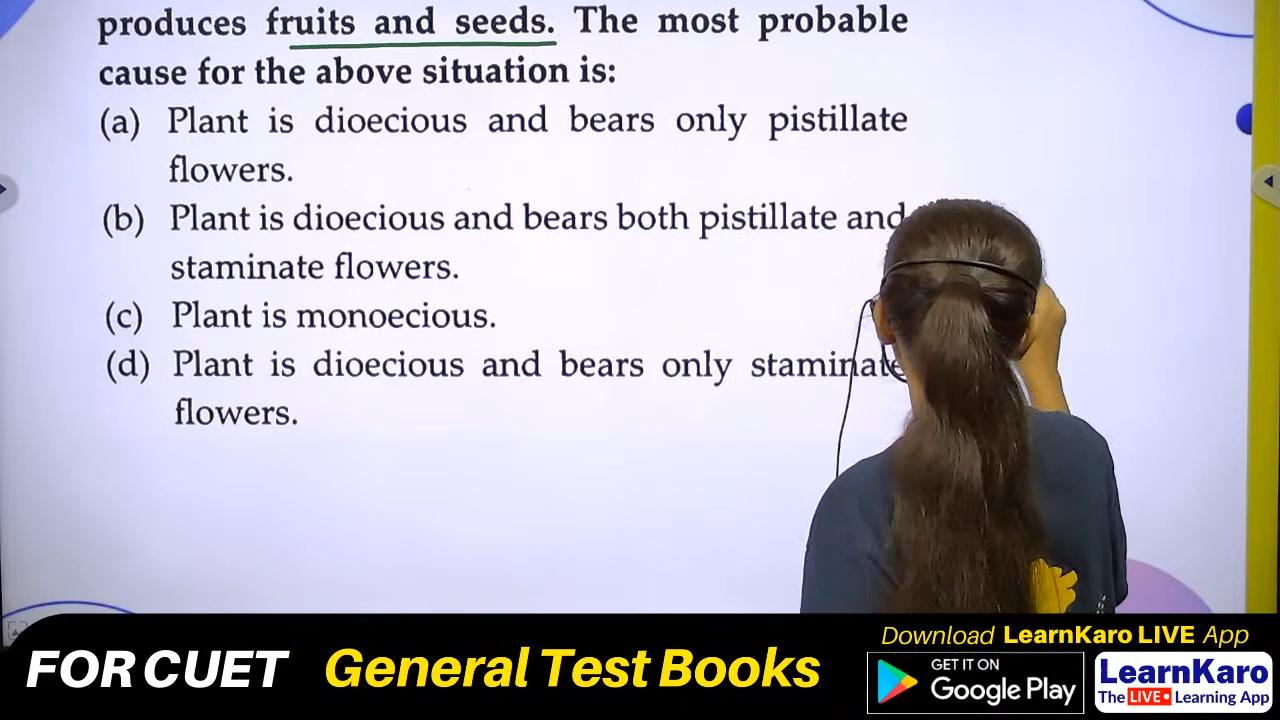 produces fruits and seeds. The most probable
cause for the above situation is:
(a) Plant is dioecious and bears only pistillate
flowers.
(b) Plant is dioecious and bears both pistillate and
staminate flowers.
(c) Plant is monoecious.
(d) Plant is dioecious and bears only staminate
flowers.
FOR CUET General Test Books
Download LearnKaro LIVE App
GET IT ON
Google Play
LearnKaro
The LIVE Learning App